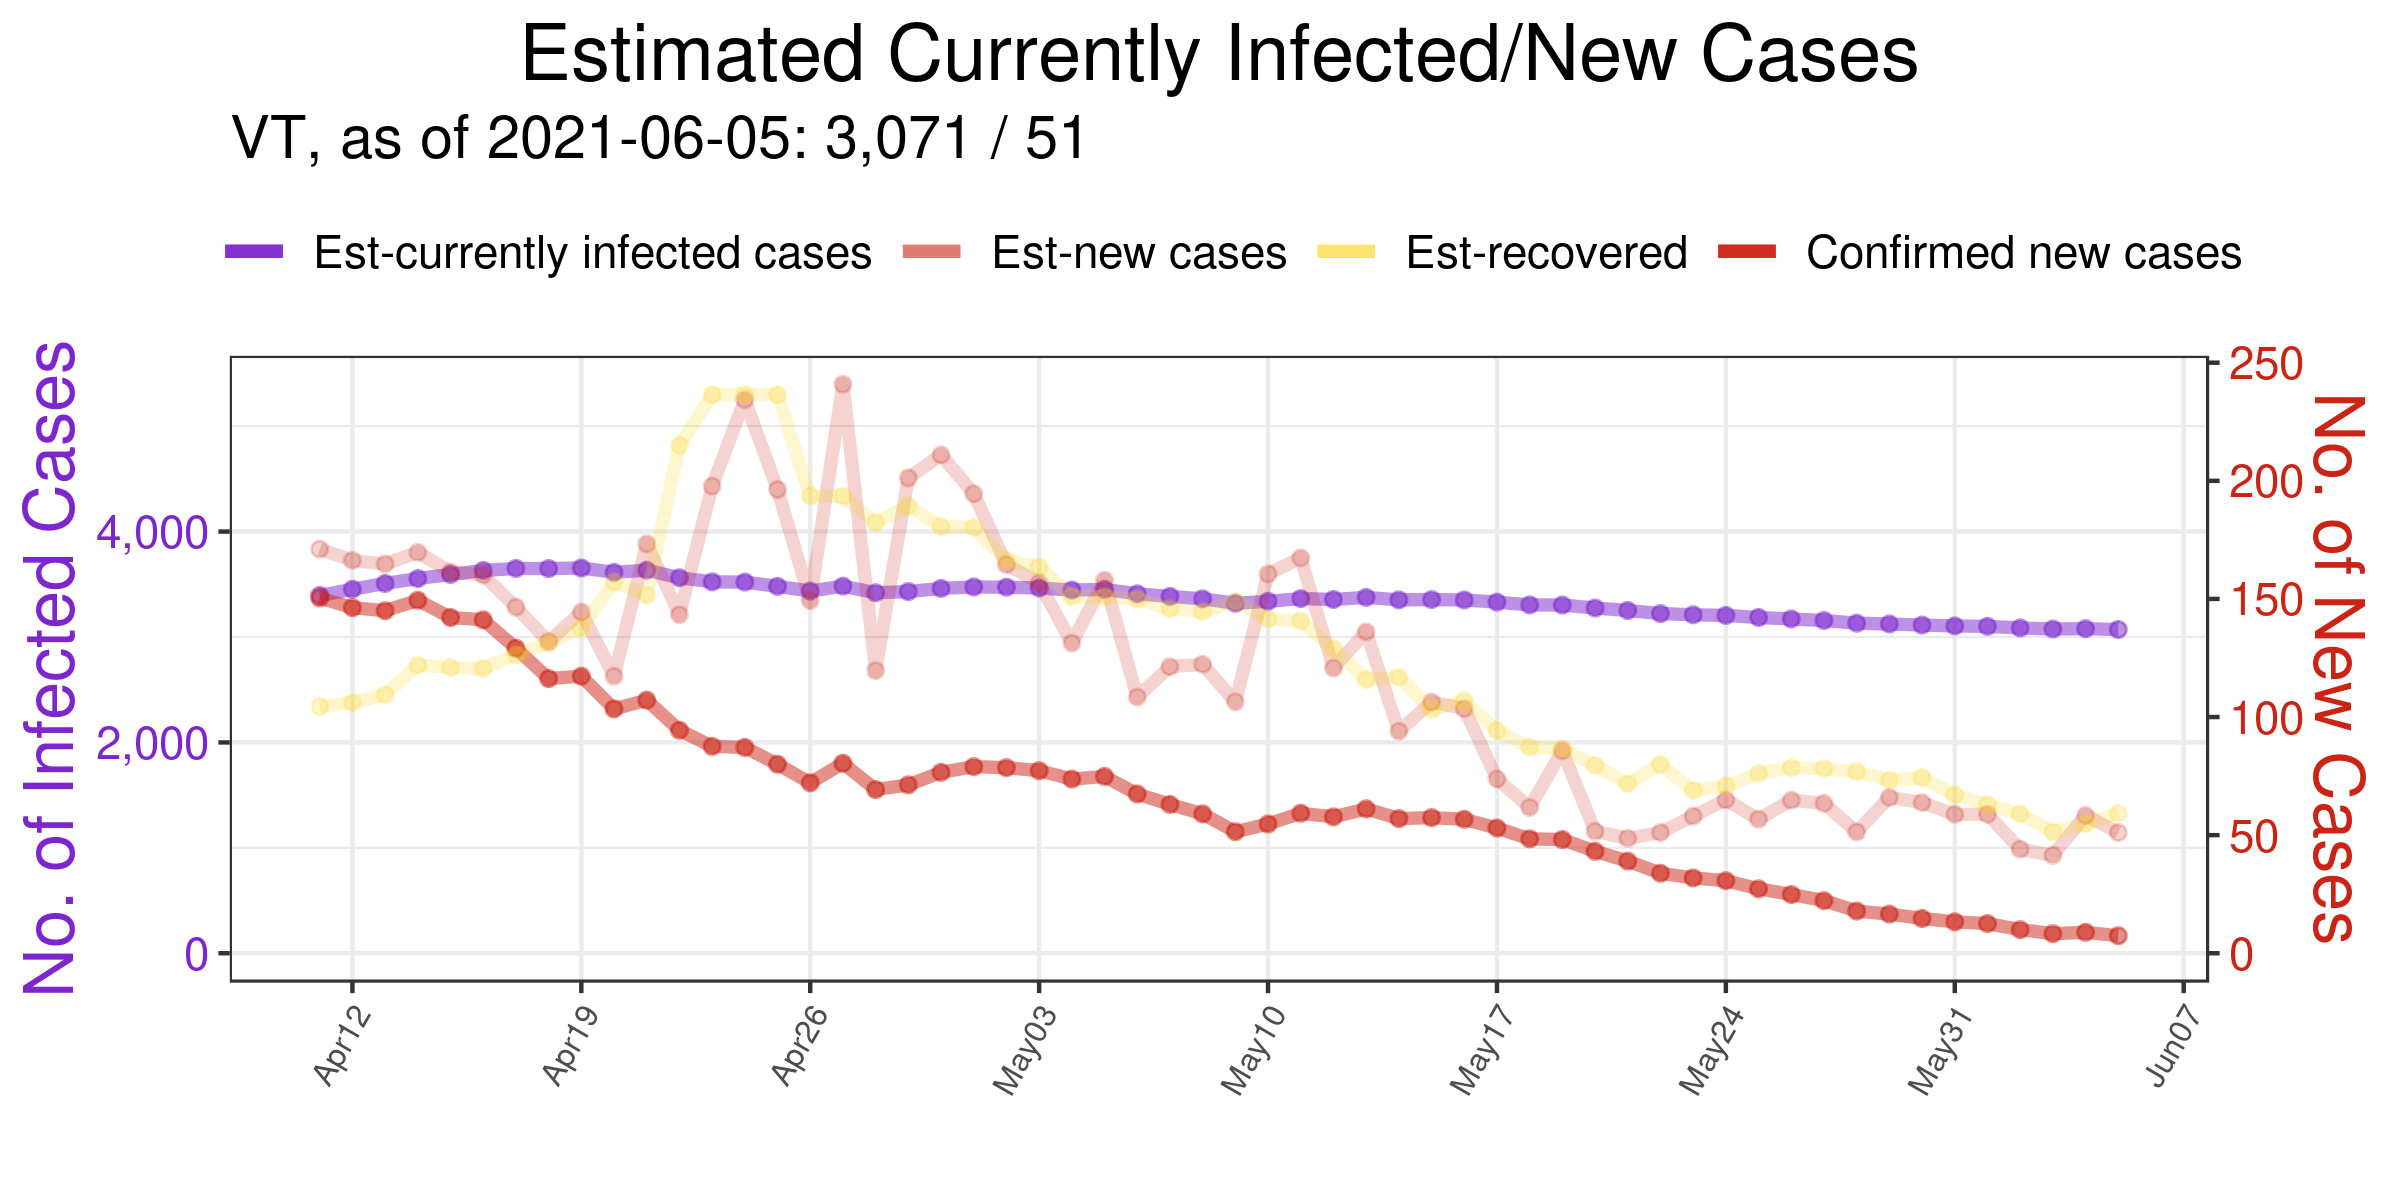 Estimated Currently Infected/New Cases
VT, as of 2021-06-05: 3,071 / 51
Est-currently infected cases Est-new cases Est-recovered Confirmed new cases
No. of Infected Cases
4,000
2,000
0
250
200
150
100
50
0
No. of New Cases
Apr12 Apr19 Apr26 May03 May10 May17 May24 May31 Jun07